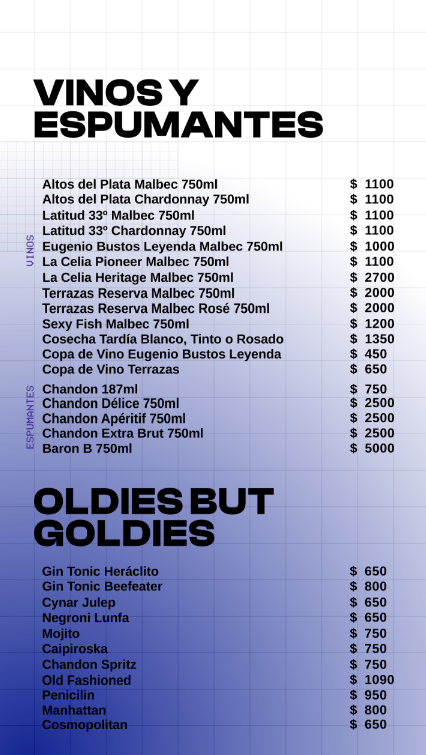 VINOS Y
ESPUMANTES
VINOS
Altos del Plata Malbec 750ml $ 1100
Altos del Plata Chardonnay 750ml $ 1100
Latitud 33º Malbec 750ml $ 1100
Latitud 33º Chardonnay 750ml $ 1100
Eugenio Bustos Leyenda Malbec 750ml $ 1000
La Celia Pioneer Malbec 750ml $ 1100
La Celia Heritage Malbec 750ml $ 2700
Terrazas Reserva Malbec 750ml $ 2000
Terrazas Reserva Malbec Rosé 750ml $ 2000
Sexy Fish Malbec 750ml $ 1200
Cosecha Tardía Blanco, Tinto o Rosado $ 1350
Copa de Vino Eugenio Bustos Leyenda $ 450
Copa de Vino Terrazas $ 650
ESPUMANTES
Chandon 187ml $ 750
Chandon Délice 750ml $ 2500
Chandon Apéritif 750ml $ 2500
Chandon Extra Brut 750ml $ 2500
Baron B 750ml $ 5000
OLDIES BUT
GOLDIES
Gin Tonic Heráclito $ 650
Gin Tonic Beefeater $ 800
Cynar Julep $ 650
Negroni Lunfa $ 650
Mojito $ 750
Caipiroska $ 750
Chandon Spritz $ 750
Old Fashioned $ 1090
Penicilin $ 950
Manhattan $ 800
Cosmopolitan $ 650